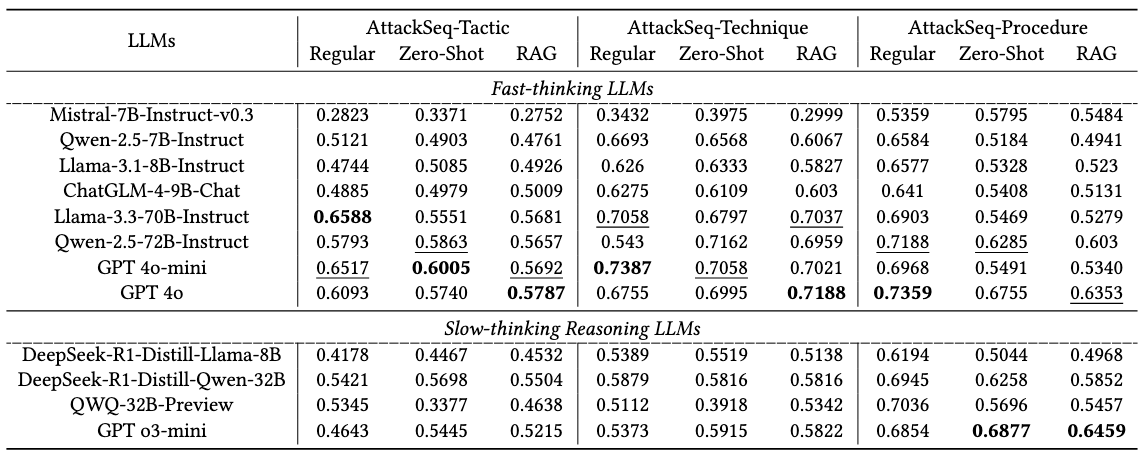 LLMs AttackSeq-Tactic AttackSeq-Technique AttackSeq-Procedure
Regular Zero-Shot RAG Regular Zero-Shot RAG Regular Zero-Shot RAG
Fast-thinking LLMs
Mistral-7B-Instruct-v0.3 0.2823 0.3371 0.2752 0.3432 0.3975 0.2999 0.5359 0.5795 0.5484
Qwen-2.5-7B-Instruct 0.5121 0.4903 0.4761 0.6693 0.6568 0.6067 0.6584 0.5184 0.4941
Llama-3.1-8B-Instruct 0.4744 0.5085 0.4926 0.626 0.6333 0.5827 0.6577 0.5328 0.523
ChatGLM-4-9B-Chat 0.4885 0.4979 0.5009 0.6275 0.6109 0.603 0.641 0.5408 0.5131
Llama-3.3-70B-Instruct 0.6588 0.5551 0.5681 0.7058 0.6797 0.7037 0.6903 0.5469 0.5279
Qwen-2.5-72B-Instruct 0.5793 0.5863 0.5657 0.543 0.7162 0.6959 0.7188 0.6285 0.603
GPT 4o-mini 0.6517 0.6005 0.5692 0.7387 0.7058 0.7021 0.6968 0.5491 0.5340
GPT 4o 0.6093 0.5740 0.5787 0.6755 0.6995 0.7188 0.7359 0.6755 0.6353
Slow-thinking Reasoning LLMs
DeepSeek-R1-Distill-Llama-8B 0.4178 0.4467 0.4532 0.5389 0.5519 0.5138 0.6194 0.5044 0.4968
DeepSeek-R1-Distill-Qwen-32B 0.5421 0.5698 0.5504 0.5879 0.5816 0.5816 0.6945 0.6258 0.5852
QWQ-32B-Preview 0.5345 0.3377 0.4638 0.5112 0.3918 0.5342 0.7036 0.5696 0.5457
GPT o3-mini 0.4643 0.5445 0.5215 0.5373 0.5915 0.5822 0.6854 0.6877 0.6459